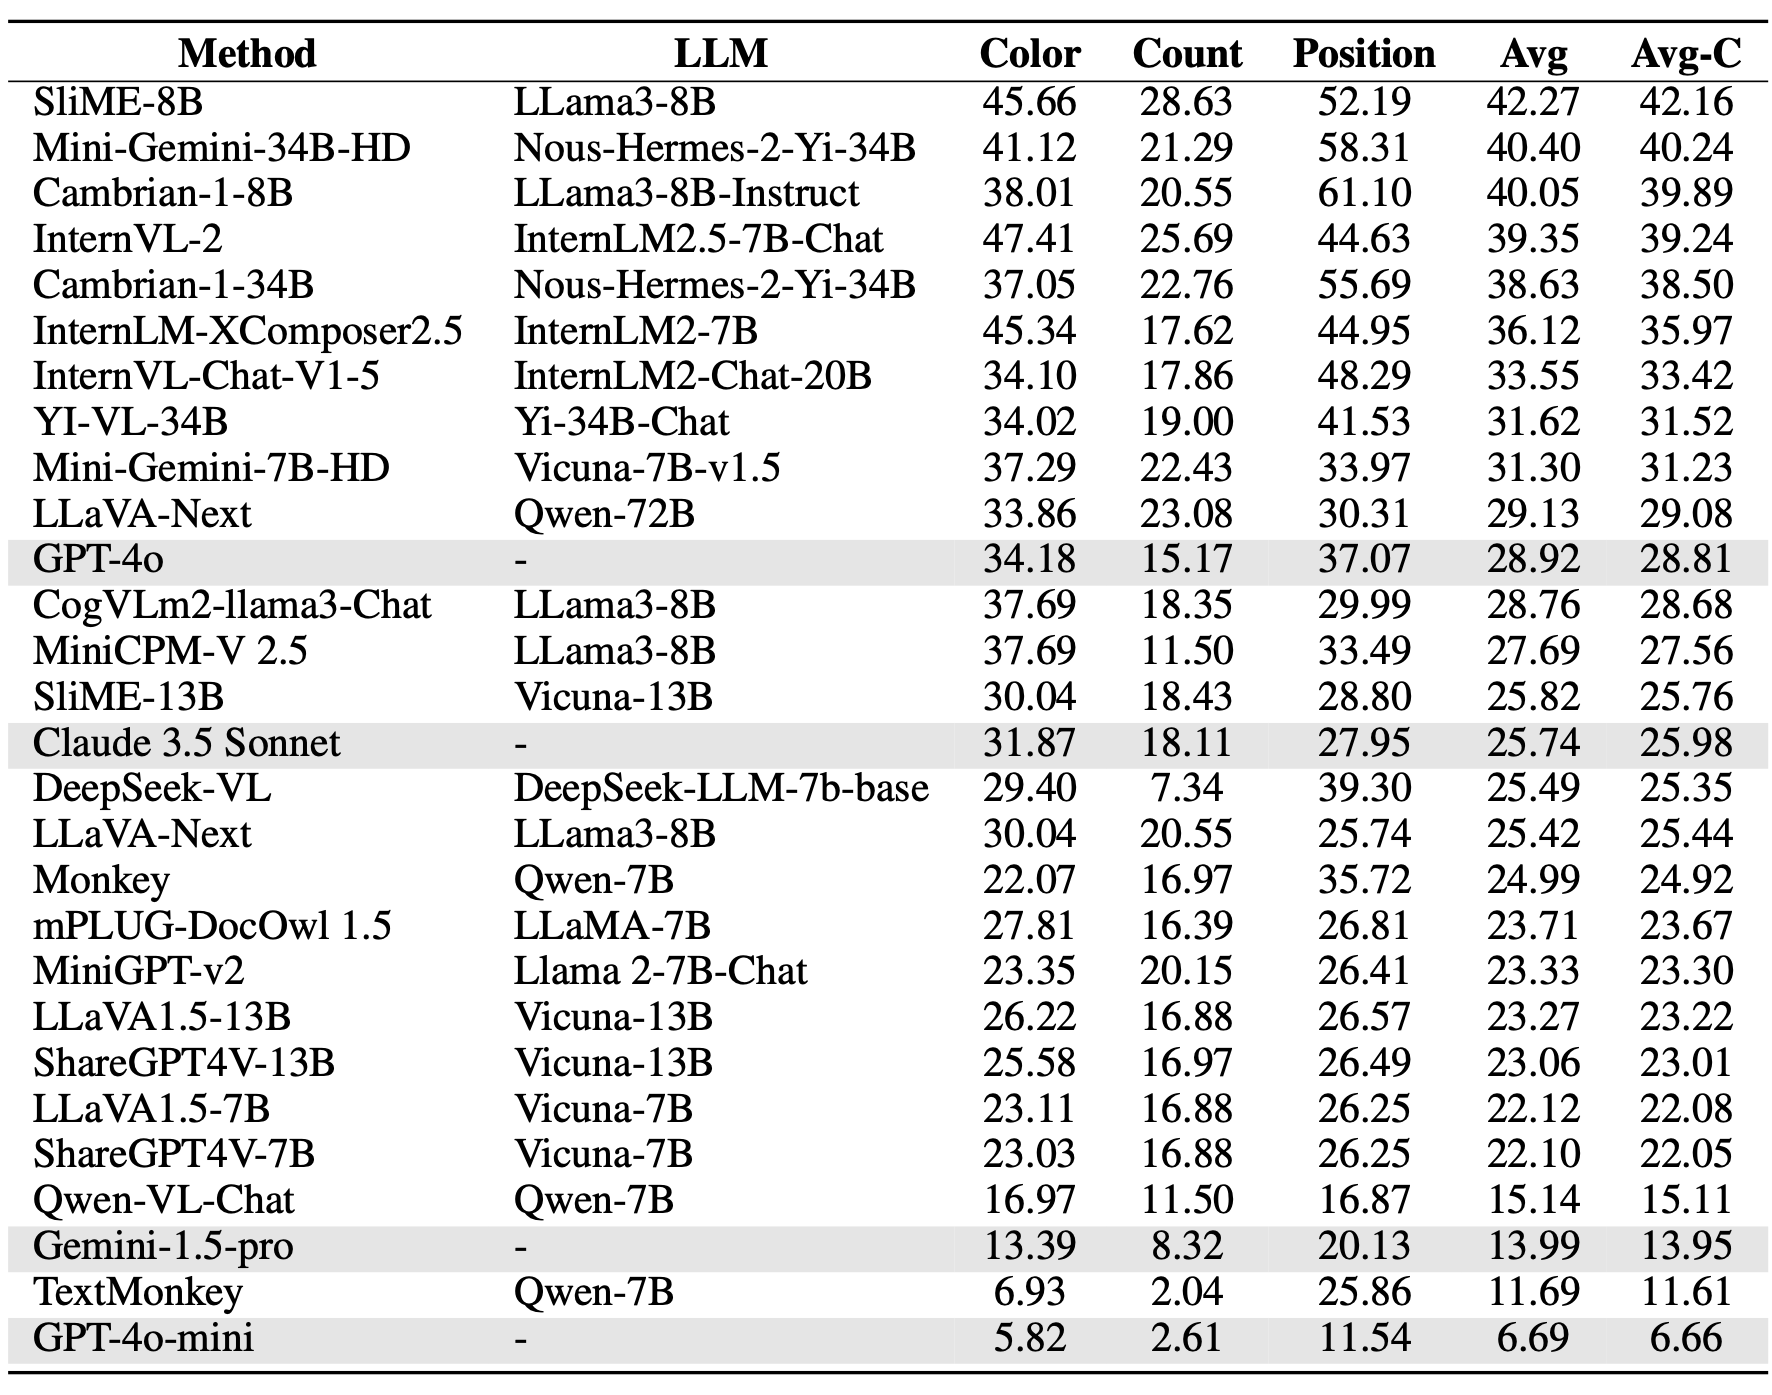 Method LLM Color Count Position Avg Avg-C
SliME-8B LLama3-8B 45.66 28.63 52.19 42.27 42.16
Mini-Gemini-34B-HD Nous-Hermes-2-Yi-34B 41.12 21.29 58.31 40.40 40.24
Cambrian-1-8B LLama3-8B-Instruct 38.01 20.55 61.10 40.05 39.89
InternVL-2 InternLM2.5-7B-Chat 47.41 25.69 44.63 39.35 39.24
Cambrian-1-34B Nous-Hermes-2-Yi-34B 37.05 22.76 55.69 38.63 38.50
InternLM-XComposer2.5 InternLM2-7B 45.34 17.62 44.95 36.12 35.97
InternVL-Chat-V1-5 InternLM2-Chat-20B 34.10 17.86 48.29 33.55 33.42
YI-VL-34B Yi-34B-Chat 34.02 19.00 41.53 31.62 31.52
Mini-Gemini-7B-HD Vicuna-7B-v1.5 37.29 22.43 33.97 31.30 31.23
LLaVA-Next Qwen-72B 33.86 23.08 30.31 29.13 29.08
GPT-4o - 34.18 15.17 37.07 28.92 28.81
CogVLm2-llama3-Chat LLama3-8B 37.69 18.35 29.99 28.76 28.68
MiniCPM-V 2.5 LLama3-8B 37.69 11.50 33.49 27.69 27.56
SliME-13B Vicuna-13B 30.04 18.43 28.80 25.82 25.76
Claude 3.5 Sonnet - 31.87 18.11 27.95 25.74 25.98
DeepSeek-VL DeepSeek-LLM-7b-base 29.40 7.34 39.30 25.49 25.35
LLaVA-Next LLama3-8B 30.04 20.55 25.74 25.42 25.44
Monkey Qwen-7B 22.07 16.97 35.72 24.99 24.92
mPLUG-DocOwl 1.5 LLaMA-7B 27.81 16.39 26.81 23.71 23.67
MiniGPT-v2 Llama 2-7B-Chat 23.35 20.15 26.41 23.33 23.30
LLaVA1.5-13B Vicuna-13B 26.22 16.88 26.57 23.27 23.22
ShareGPT4V-13B Vicuna-13B 25.58 16.97 26.49 23.06 23.01
LLaVA1.5-7B Vicuna-7B 23.11 16.88 26.25 22.12 22.08
ShareGPT4V-7B Vicuna-7B 23.03 16.88 26.25 22.10 22.05
Qwen-VL-Chat Qwen-7B 16.97 11.50 16.87 15.14 15.11
Gemini-1.5-pro - 13.39 8.32 20.13 13.99 13.95
TextMonkey Qwen-7B 6.93 2.04 25.86 11.69 11.61
GPT-4o-mini - 5.82 2.61 11.54 6.69 6.66